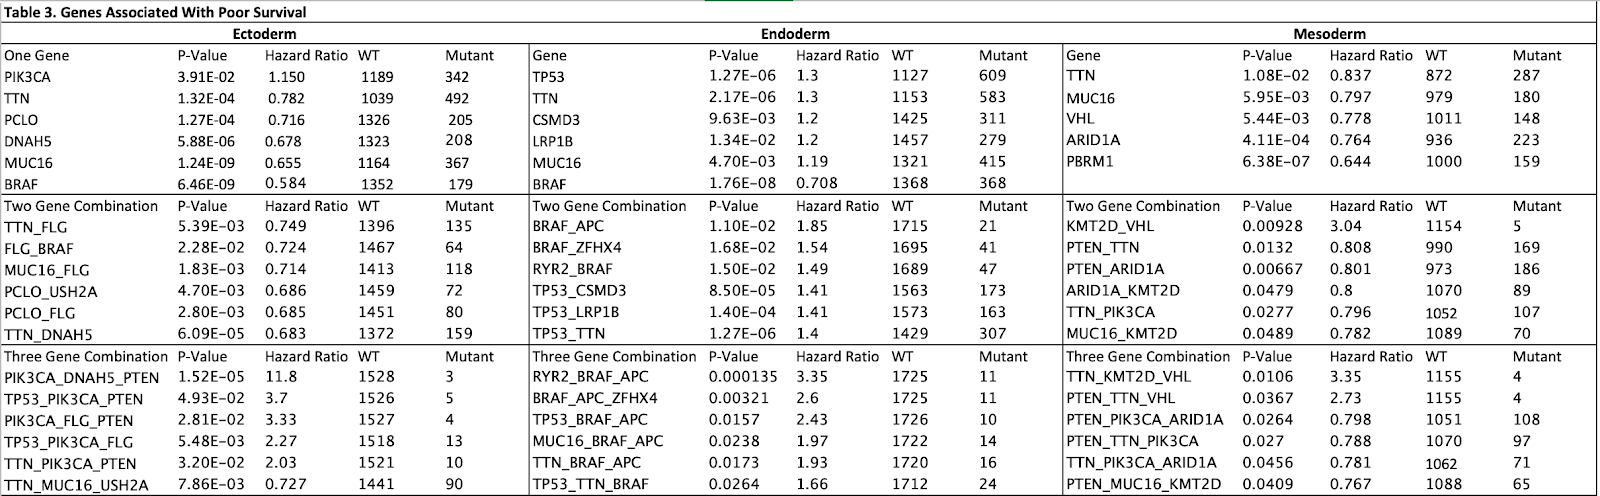 Table 3. Genes Associated With Poor Survival
Ectoderm Endoderm Mesoderm
One Gene P-Value Hazard Ratio WT Mutant Gene P-Value Hazard Ratio WT Mutant Gene P-Value Hazard Ratio WT Mutant
PIK3CA 3.91E-02 1.150 1189 342 TP53 1.27E-06 1.3 1127 609 TTN 1.08E-02 0.837 872 287
TTN 1.32E-04 0.782 1039 492 TTN 2.17E-06 1.3 1153 583 MUC16 5.95E-03 0.797 979 180
PCLO 1.27E-04 0.716 1326 205 CSMD3 9.63E-03 1.2 1425 311 VHL 5.44E-03 0.778 1011 148
DNAH5 5.88E-06 0.678 1323 208 LRP1B 1.34E-02 1.2 1457 279 ARID1A 4.11E-04 0.764 936 223
MUC16 1.24E-09 0.655 1164 367 MUC16 4.70E-03 1.19 1321 415 PBRM1 6.38E-07 0.644 1000 159
BRAF 6.46E-09 0.584 1352 179 BRAF 1.76E-08 0.708 1368 368
Two Gene Combination P-Value Hazard Ratio WT Mutant Two Gene Combination P-Value Hazard Ratio WT Mutant Two Gene Combination P-Value Hazard Ratio WT Mutant
TTN_FLG 5.39E-03 0.749 1396 135 BRAF_APC 1.10E-02 1.85 1715 21 KMT2D_VHL 0.00928 3.04 1154 5
FLG_BRAF 2.28E-02 0.724 1467 64 BRAF_ZFHX4 1.68E-02 1.54 1695 41 PTEN_TTN 0.0132 0.808 990 169
MUC16_FLG 1.83E-03 0.714 1413 118 RYR2_BRAF 1.50E-02 1.49 1689 47 PTEN_ARID1A 0.00667 0.801 973 186
PCLO_USH2A 4.70E-03 0.686 1459 72 TP53_CSMD3 8.50E-05 1.41 1563 173 ARID1A_KMT2D 0.0479 0.8 1070 89
PCLO_FLG 2.80E-03 0.685 1451 80 TP53_LRP1B 1.40E-04 1.41 1573 163 TTN_PIK3CA 0.0277 0.796 1052 107
TTN_DNAH5 6.09E-05 0.683 1372 159 TP53_TTN 1.27E-06 1.4 1429 307 MUC16_KMT2D 0.0489 0.782 1089 70
Three Gene Combination P-Value Hazard Ratio WT Mutant Three Gene Combination P-Value Hazard Ratio WT Mutant Three Gene Combination P-Value Hazard Ratio WT Mutant
PIK3CA_DNAH5_PTEN 1.52E-05 11.8 1528 3 RYR2_BRAF_APC 0.000135 3.35 1725 11 TTN_KMT2D_VHL 0.0106 3.35 1155 4
TP53_PIK3CA_PTEN 4.93E-02 3.7 1526 5 BRAF_APC_ZFHX4 0.00321 2.6 1725 11 PTEN_TTN_VHL 0.0367 2.73 1155 4
PIK3CA_FLG_PTEN 2.81E-02 3.33 1527 4 TP53_BRAF_APC 0.0157 2.43 1726 10 PTEN_PIK3CA_ARID1A 0.0264 0.798 1051 108
TP53_PIK3CA_FLG 5.48E-03 2.27 1518 13 MUC16_BRAF_APC 0.0238 1.97 1722 14 PTEN_TTN_PIK3CA 0.027 0.788 1070 97
TTN_PIK3CA_PTEN 3.20E-02 2.03 1521 10 TTN_BRAF_APC 0.0173 1.93 1720 16 TTN_PIK3CA_ARID1A 0.0456 0.781 1062 71
TTN_MUC16_USH2A 7.86E-03 0.727 1441 90 TP53_TTN_BRAF 0.0264 1.66 1712 24 PTEN_MUC16_KMT2D 0.0409 0.767 1088 65